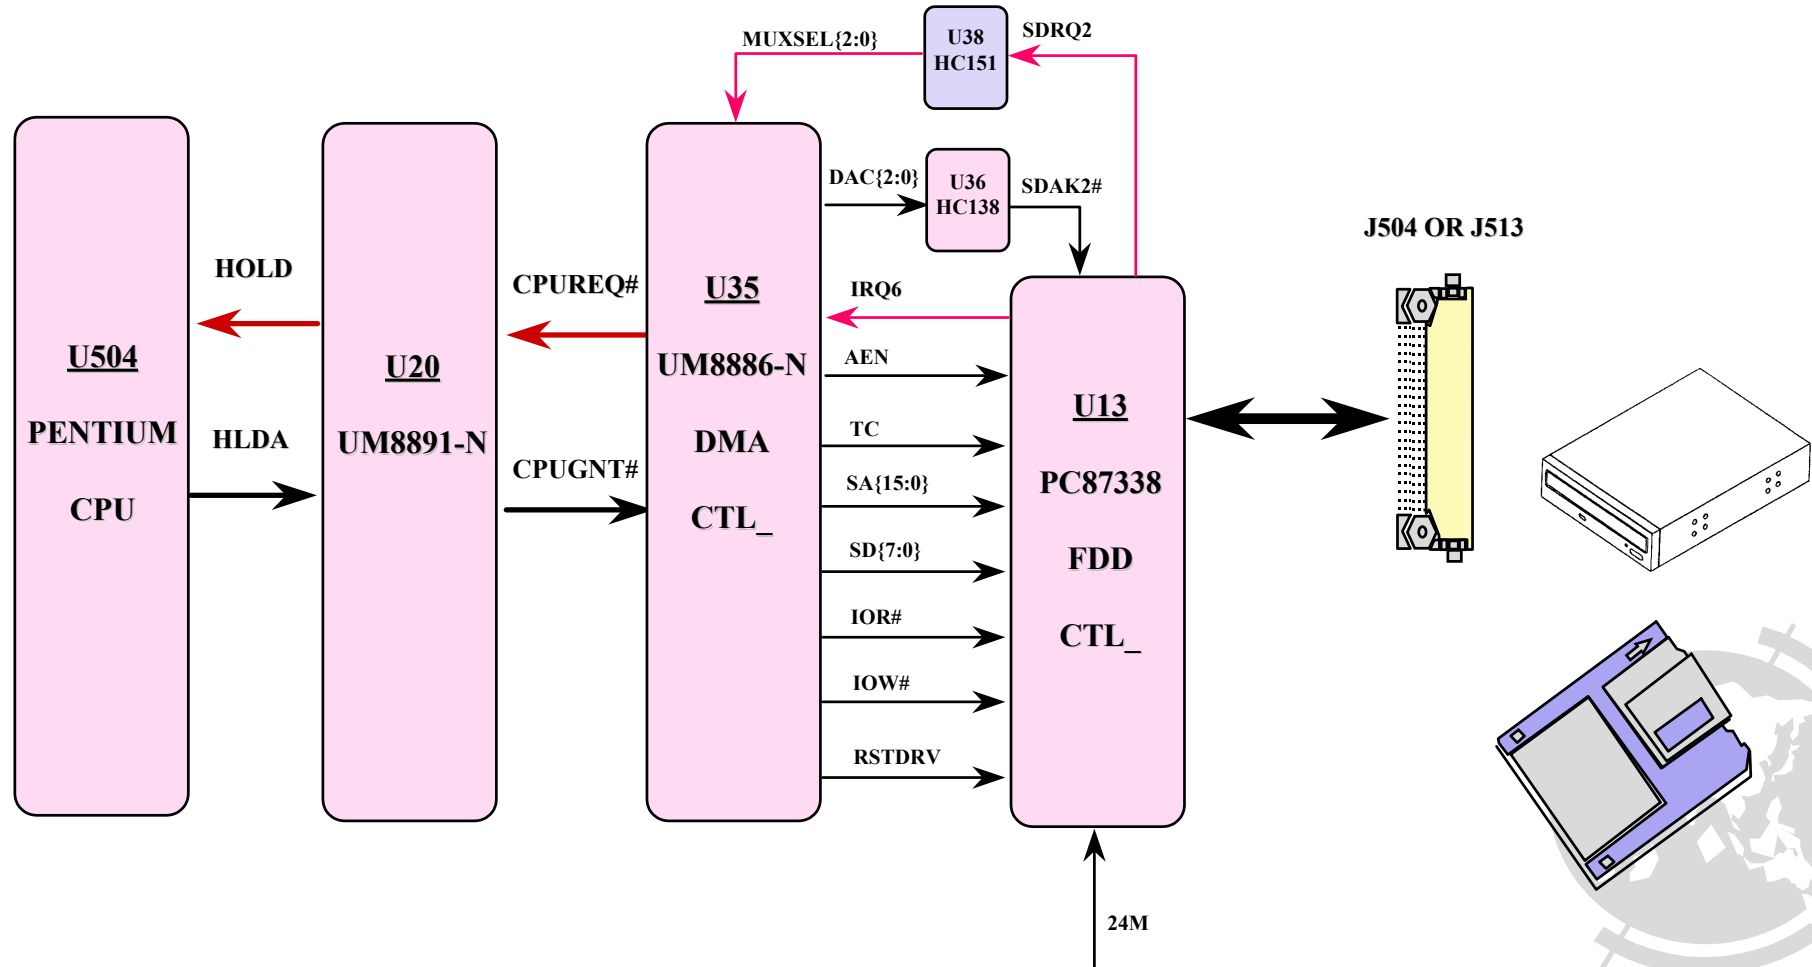 MUXSEL{2:0}
U38
HC151
SDRQ2
DAC{2:0}
U36
HC138
SDAK2#
J504 OR J513
HOLD
CPUREQ#
U35
IRQ6
U504
U20
UM8886-N
AEN
U13
PENTIUM
HLDA
UM8891-N
CPUGNT#
DMA
TC
PC87338
CPU
CTL_
SA{15:0}
SD{7:0}
FDD
IOR#
CTL_
IOW#
RSTDRV
24M